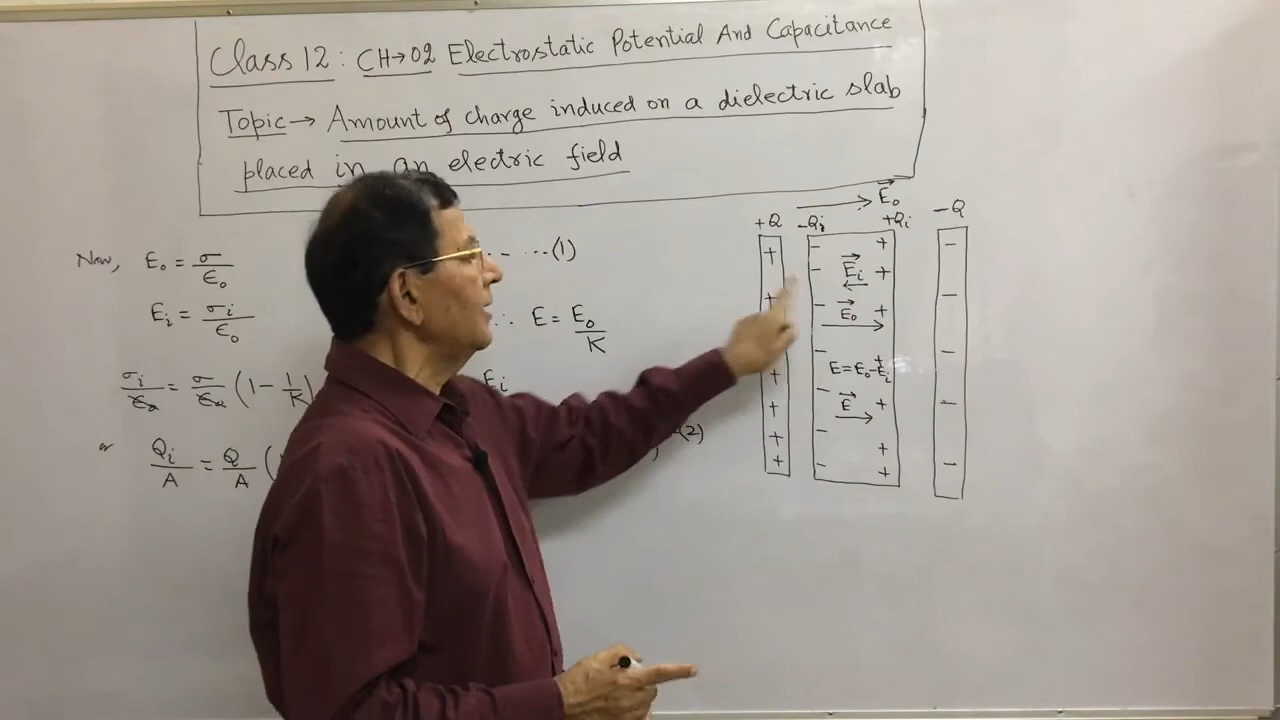 Class 12 : CH→02 Electrostatic Potential And Capacitance
Topic → Amount of charge induced on a dielectric slab
placed in an electric field
Now, E₀ = σ/ϵ₀
Eᵢ = σᵢ/ϵ₀
σᵢ/ϵ₀ = σ/ϵ₀ (1 - 1/K)
or Qᵢ/A = Q/A (
- ..(1)
∴ E = E₀/K
Eᵢ
-(2)
E₀
+Q -Qᵢ +Qᵢ -Q
+ - + -
- Eᵢ +
+ - E₀ + -
- -
+ E = E₀ - Eᵢ +
+ - E + -
+ - +
+ - + -